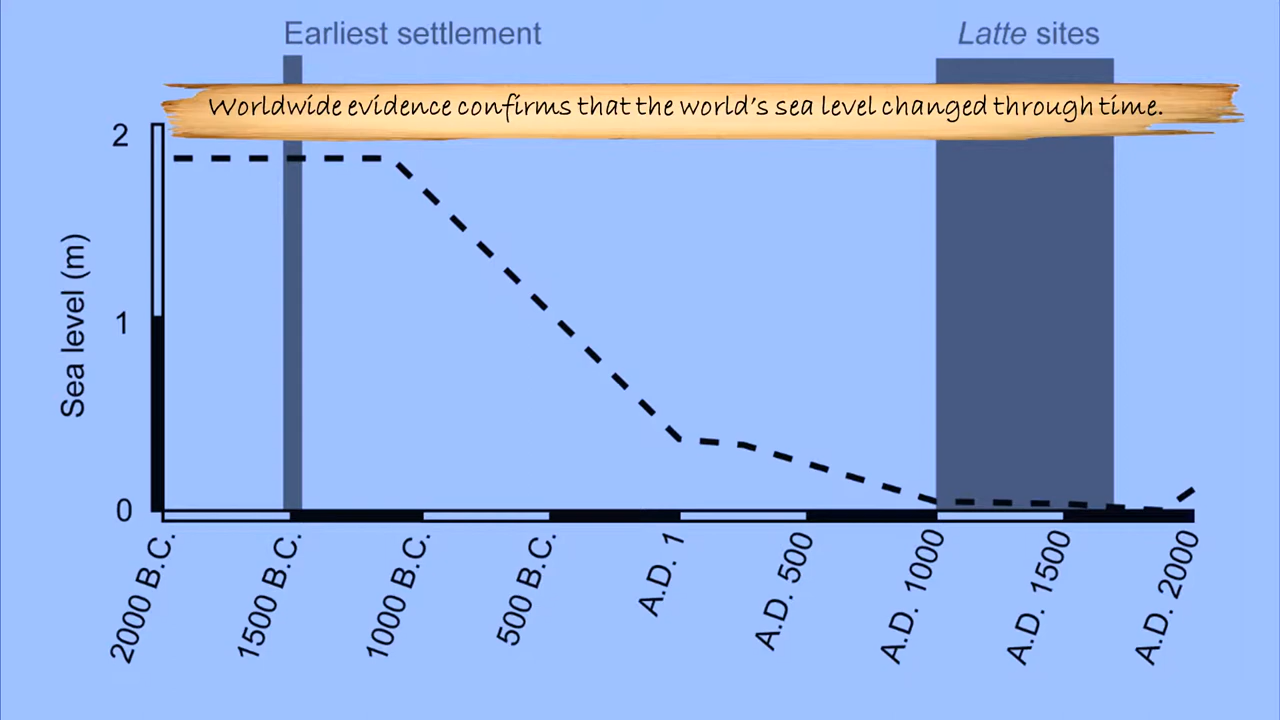 Earliest settlement
Latte sites
Worldwide evidence confirms that the world's sea level changed through time.
2
1
0
Sea level (m)
2000 B.C.
1500 B.C.
1000 B.C.
500 B.C.
A.D. 1
A.D. 500
A.D. 1000
A.D. 1500
A.D. 2000